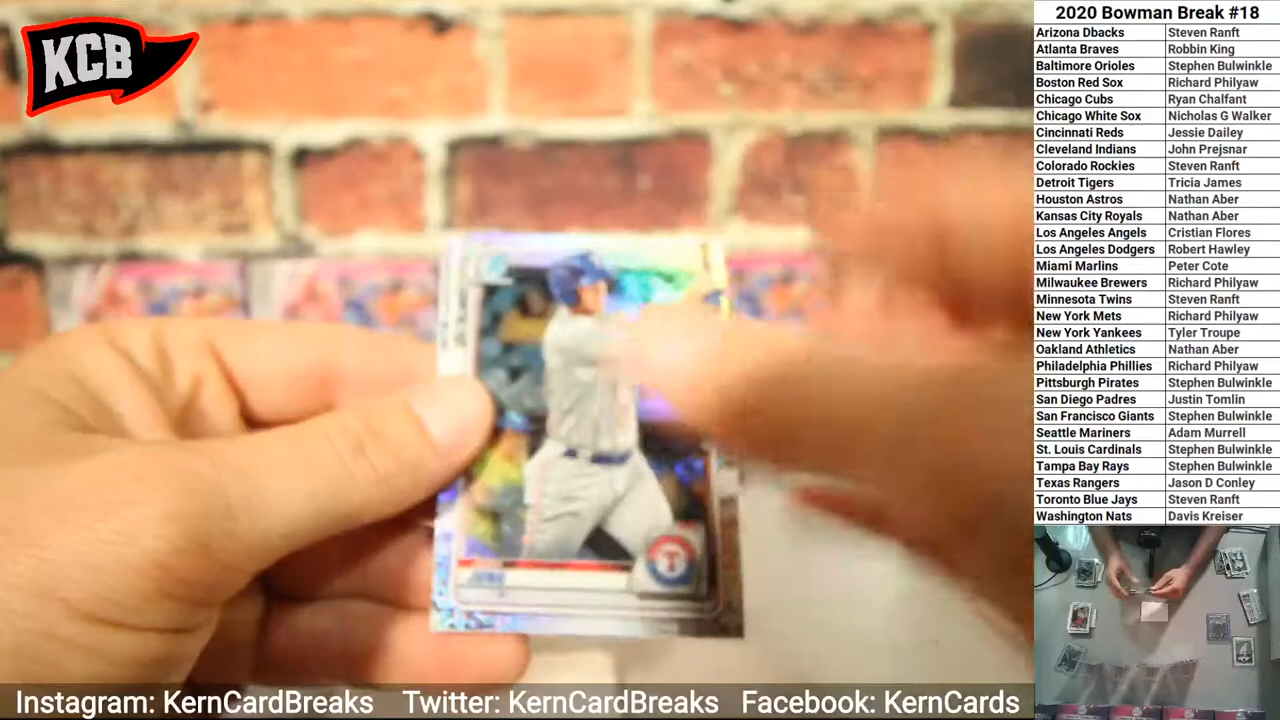 KCB
2020 Bowman Break #18
Arizona Dbacks Steven Ranft
Atlanta Braves Robbin King
Baltimore Orioles Stephen Bulwinkle
Boston Red Sox Richard Philyaw
Chicago Cubs Ryan Chalfant
Chicago White Sox Nicholas G Walker
Cincinnati Reds Jessie Dailey
Cleveland Indians John Prejsnar
Colorado Rockies Steven Ranft
Detroit Tigers Tricia James
Houston Astros Nathan Aber
Kansas City Royals Nathan Aber
Los Angeles Angels Cristian Flores
Los Angeles Dodgers Robert Hawley
Miami Marlins Peter Cote
Milwaukee Brewers Richard Philyaw
Minnesota Twins Steven Ranft
New York Mets Richard Philyaw
New York Yankees Tyler Troupe
Oakland Athletics Nathan Aber
Philadelphia Phillies Richard Philyaw
Pittsburgh Pirates Stephen Bulwinkle
San Diego Padres Justin Tomlin
San Francisco Giants Stephen Bulwinkle
Seattle Mariners Adam Murrell
St. Louis Cardinals Stephen Bulwinkle
Tampa Bay Rays Stephen Bulwinkle
Texas Rangers Jason D Conley
Toronto Blue Jays Steven Ranft
Washington Nats Davis Kreiser
T
Instagram: KernCardBreaks Twitter: KernCardBreaks Facebook: KernCards